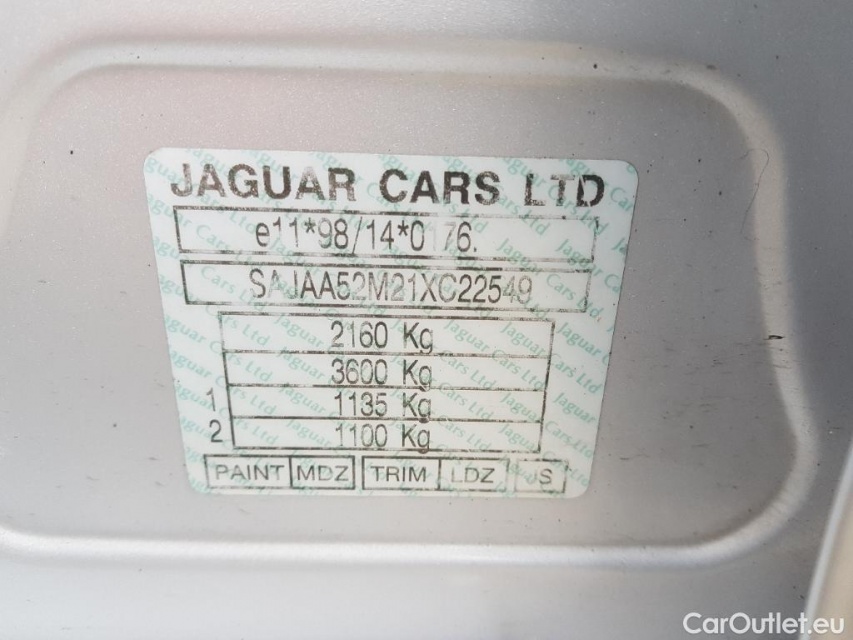 JAGUAR CARS LTD
e11*98/14*0176.
SAJAA52M21XC22549
2160 Kg
3600 Kg
1 1135 Kg
2 1100 Kg
PAINT MDZ TRIM LDZ JS
CarOutlet.eu